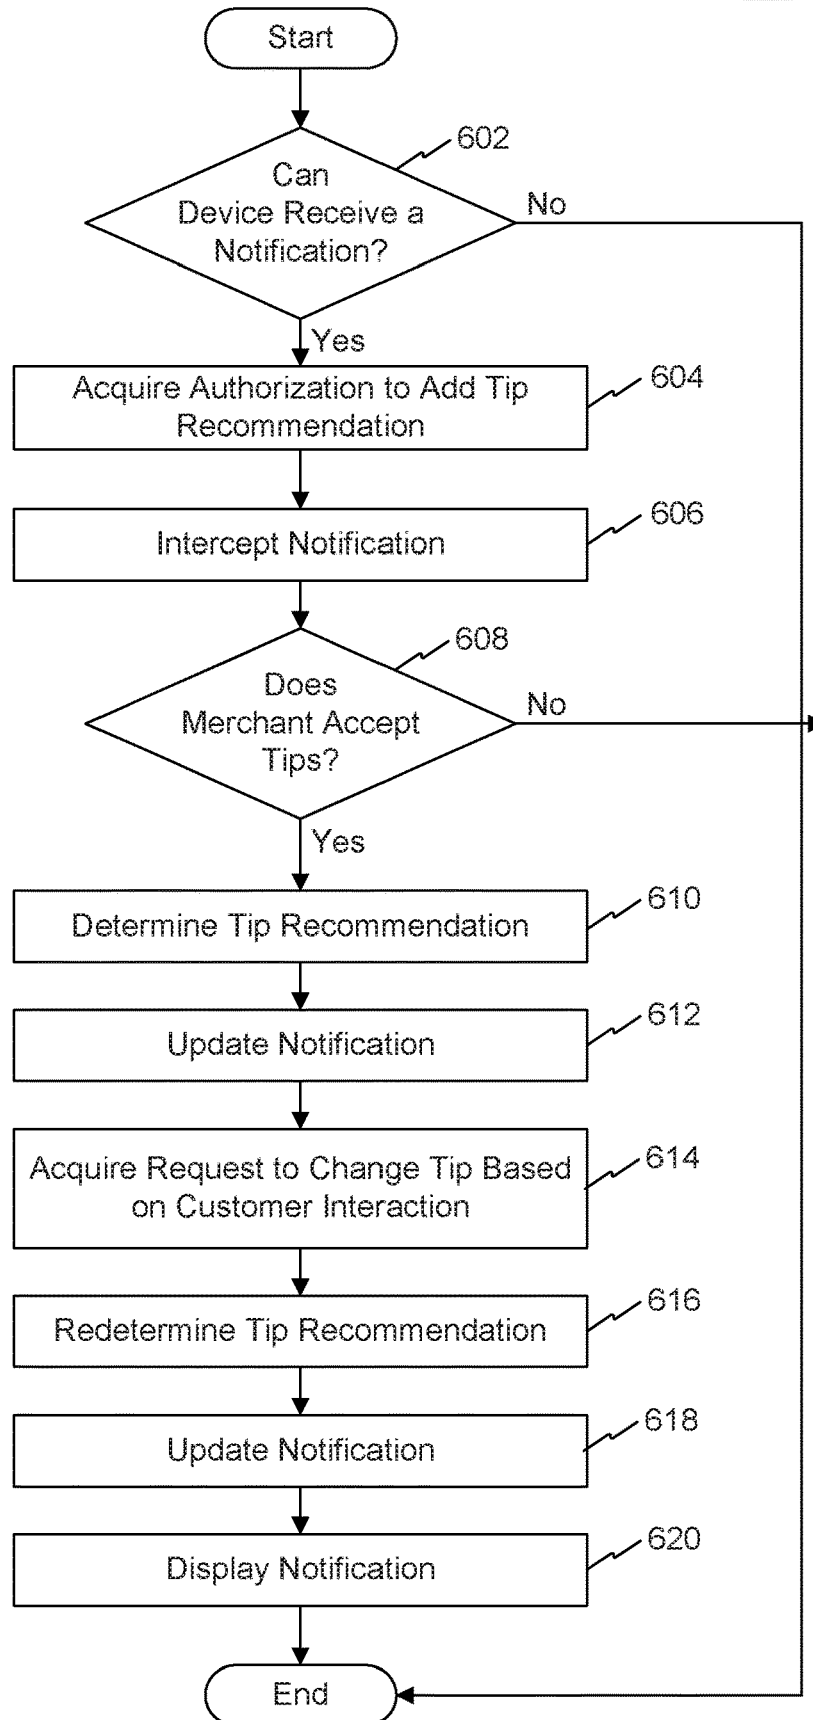 Start
602
Can
Device Receive a
Notification?
No
Yes
Acquire Authorization to Add Tip
Recommendation
604
606
Intercept Notification
608
Does
Merchant Accept
Tips?
No
Yes
610
Determine Tip Recommendation
612
Update Notification
614
Acquire Request to Change Tip Based
on Customer Interaction
616
Redetermine Tip Recommendation
618
Update Notification
620
Display Notification
End